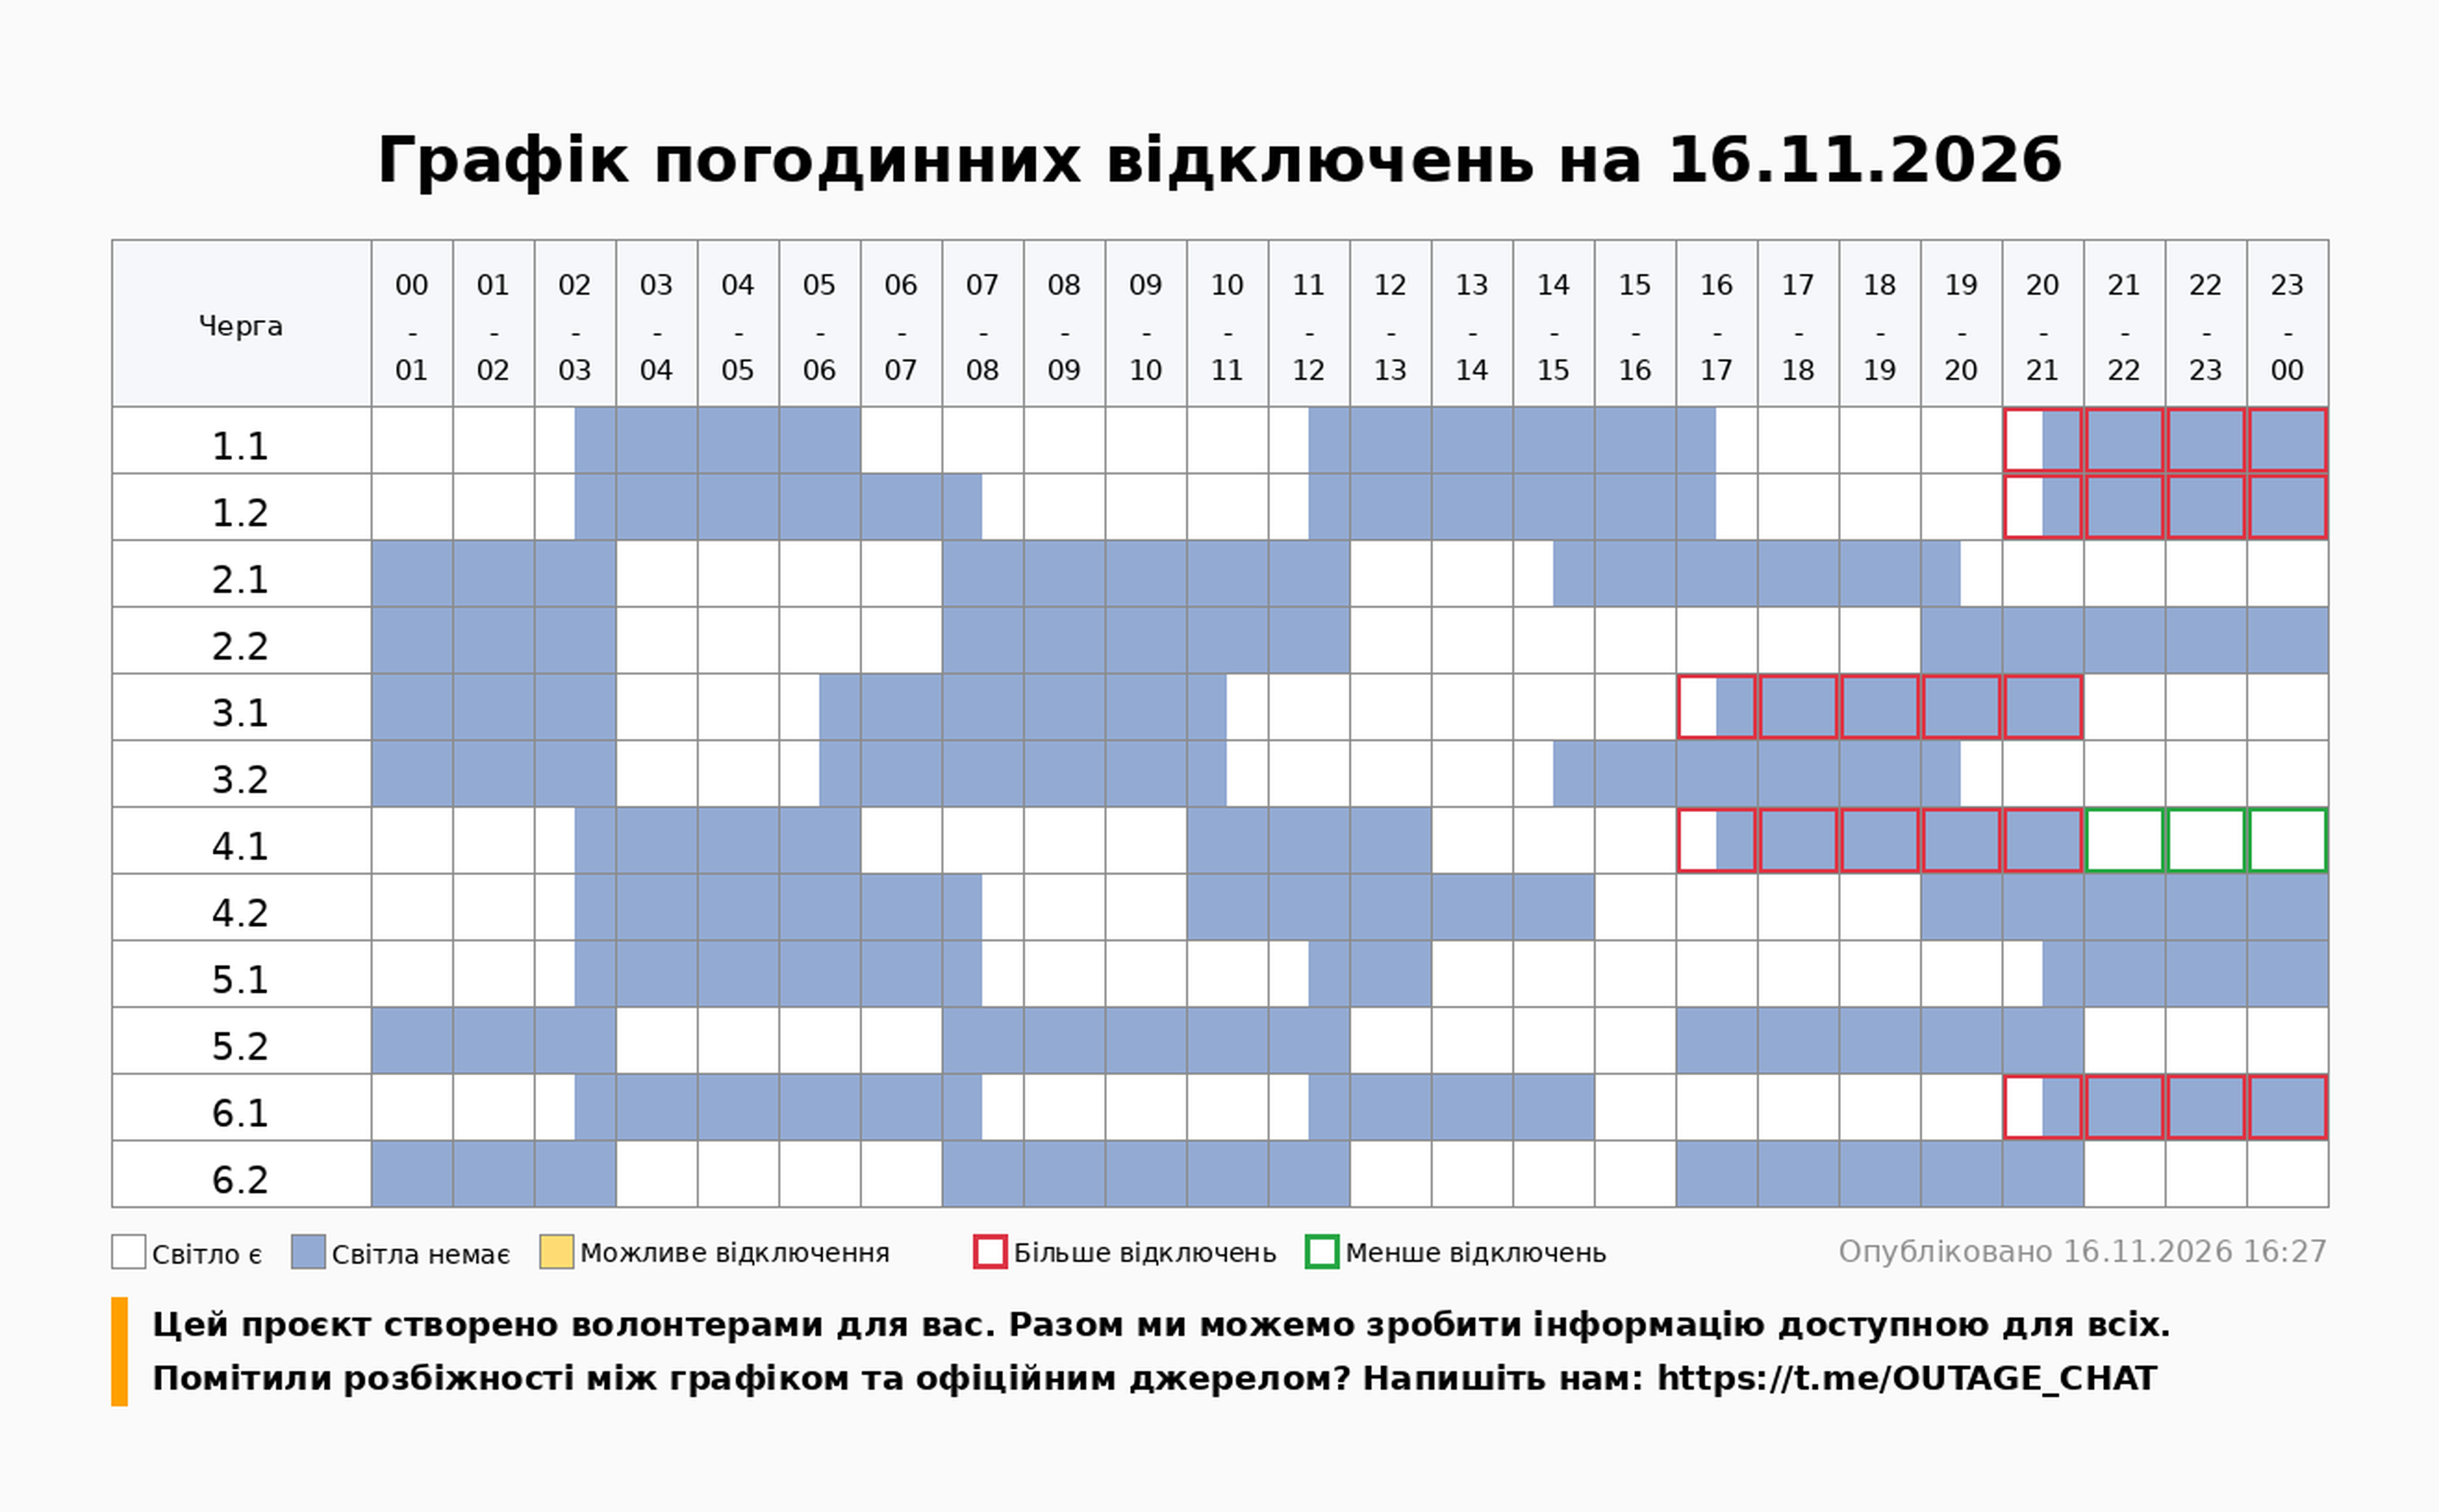 Графік погодинних відключень на 16.11.2026
Черга 00 - 01 01 - 02 02 - 03 03 - 04 04 - 05 05 - 06 06 - 07 07 - 08 08 - 09 09 - 10 10 - 11 11 - 12 12 - 13 13 - 14 14 - 15 15 - 16 16 - 17 17 - 18 18 - 19 19 - 20 20 - 21 21 - 22 22 - 23 23 - 00
1.1
1.2
2.1
2.2
3.1
3.2
4.1
4.2
5.1
5.2
6.1
6.2
Світло є Світла немає Можливе відключення Більше відключень Менше відключень Опубліковано 16.11.2026 16:27
Цей проєкт створено волонтерами для вас. Разом ми можемо зробити інформацію доступною для всіх.
Помітили розбіжності між графіком та офіційним джерелом? Напишіть нам: https://t.me/OUTAGE_CHAT